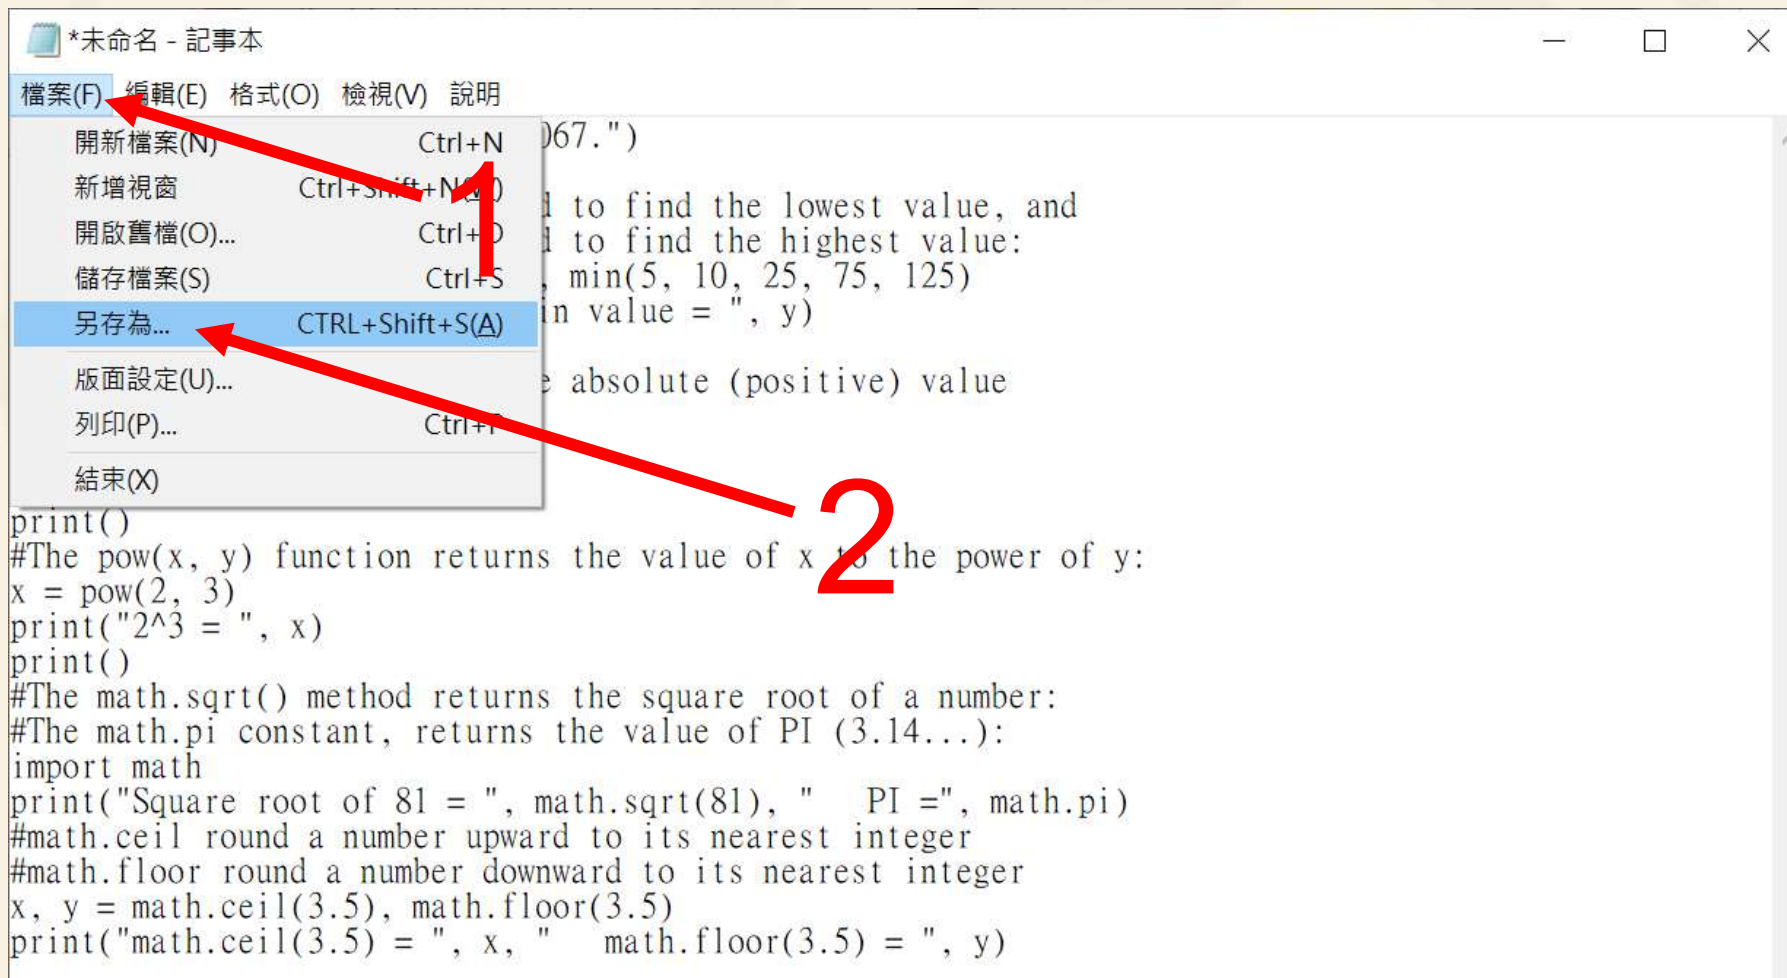 *未命名 - 記事本
檔案(F) 編輯(E) 格式(O) 檢視(V) 說明
開新檔案(N) Ctrl+N
新增視窗 Ctrl+Shift+N(W)
開啟舊檔(O)... Ctrl+O
儲存檔案(S) Ctrl+S
另存為... CTRL+Shift+S(A)
版面設定(U)...
列印(P)... Ctrl+P
結束(X)
1
2
067.")
to find the lowest value, and
to find the highest value:
, min(5, 10, 25, 75, 125)
in value = ", y)
absolute (positive) value
print()
#The pow(x, y) function returns the value of x to the power of y:
x = pow(2, 3)
print("2^3 = ", x)
print()
#The math.sqrt() method returns the square root of a number:
#The math.pi constant, returns the value of PI (3.14...):
import math
print("Square root of 81 = ", math.sqrt(81), "   PI =", math.pi)
#math.ceil round a number upward to its nearest integer
#math.floor round a number downward to its nearest integer
x, y = math.ceil(3.5), math.floor(3.5)
print("math.ceil(3.5) = ", x, "   math.floor(3.5) = ", y)